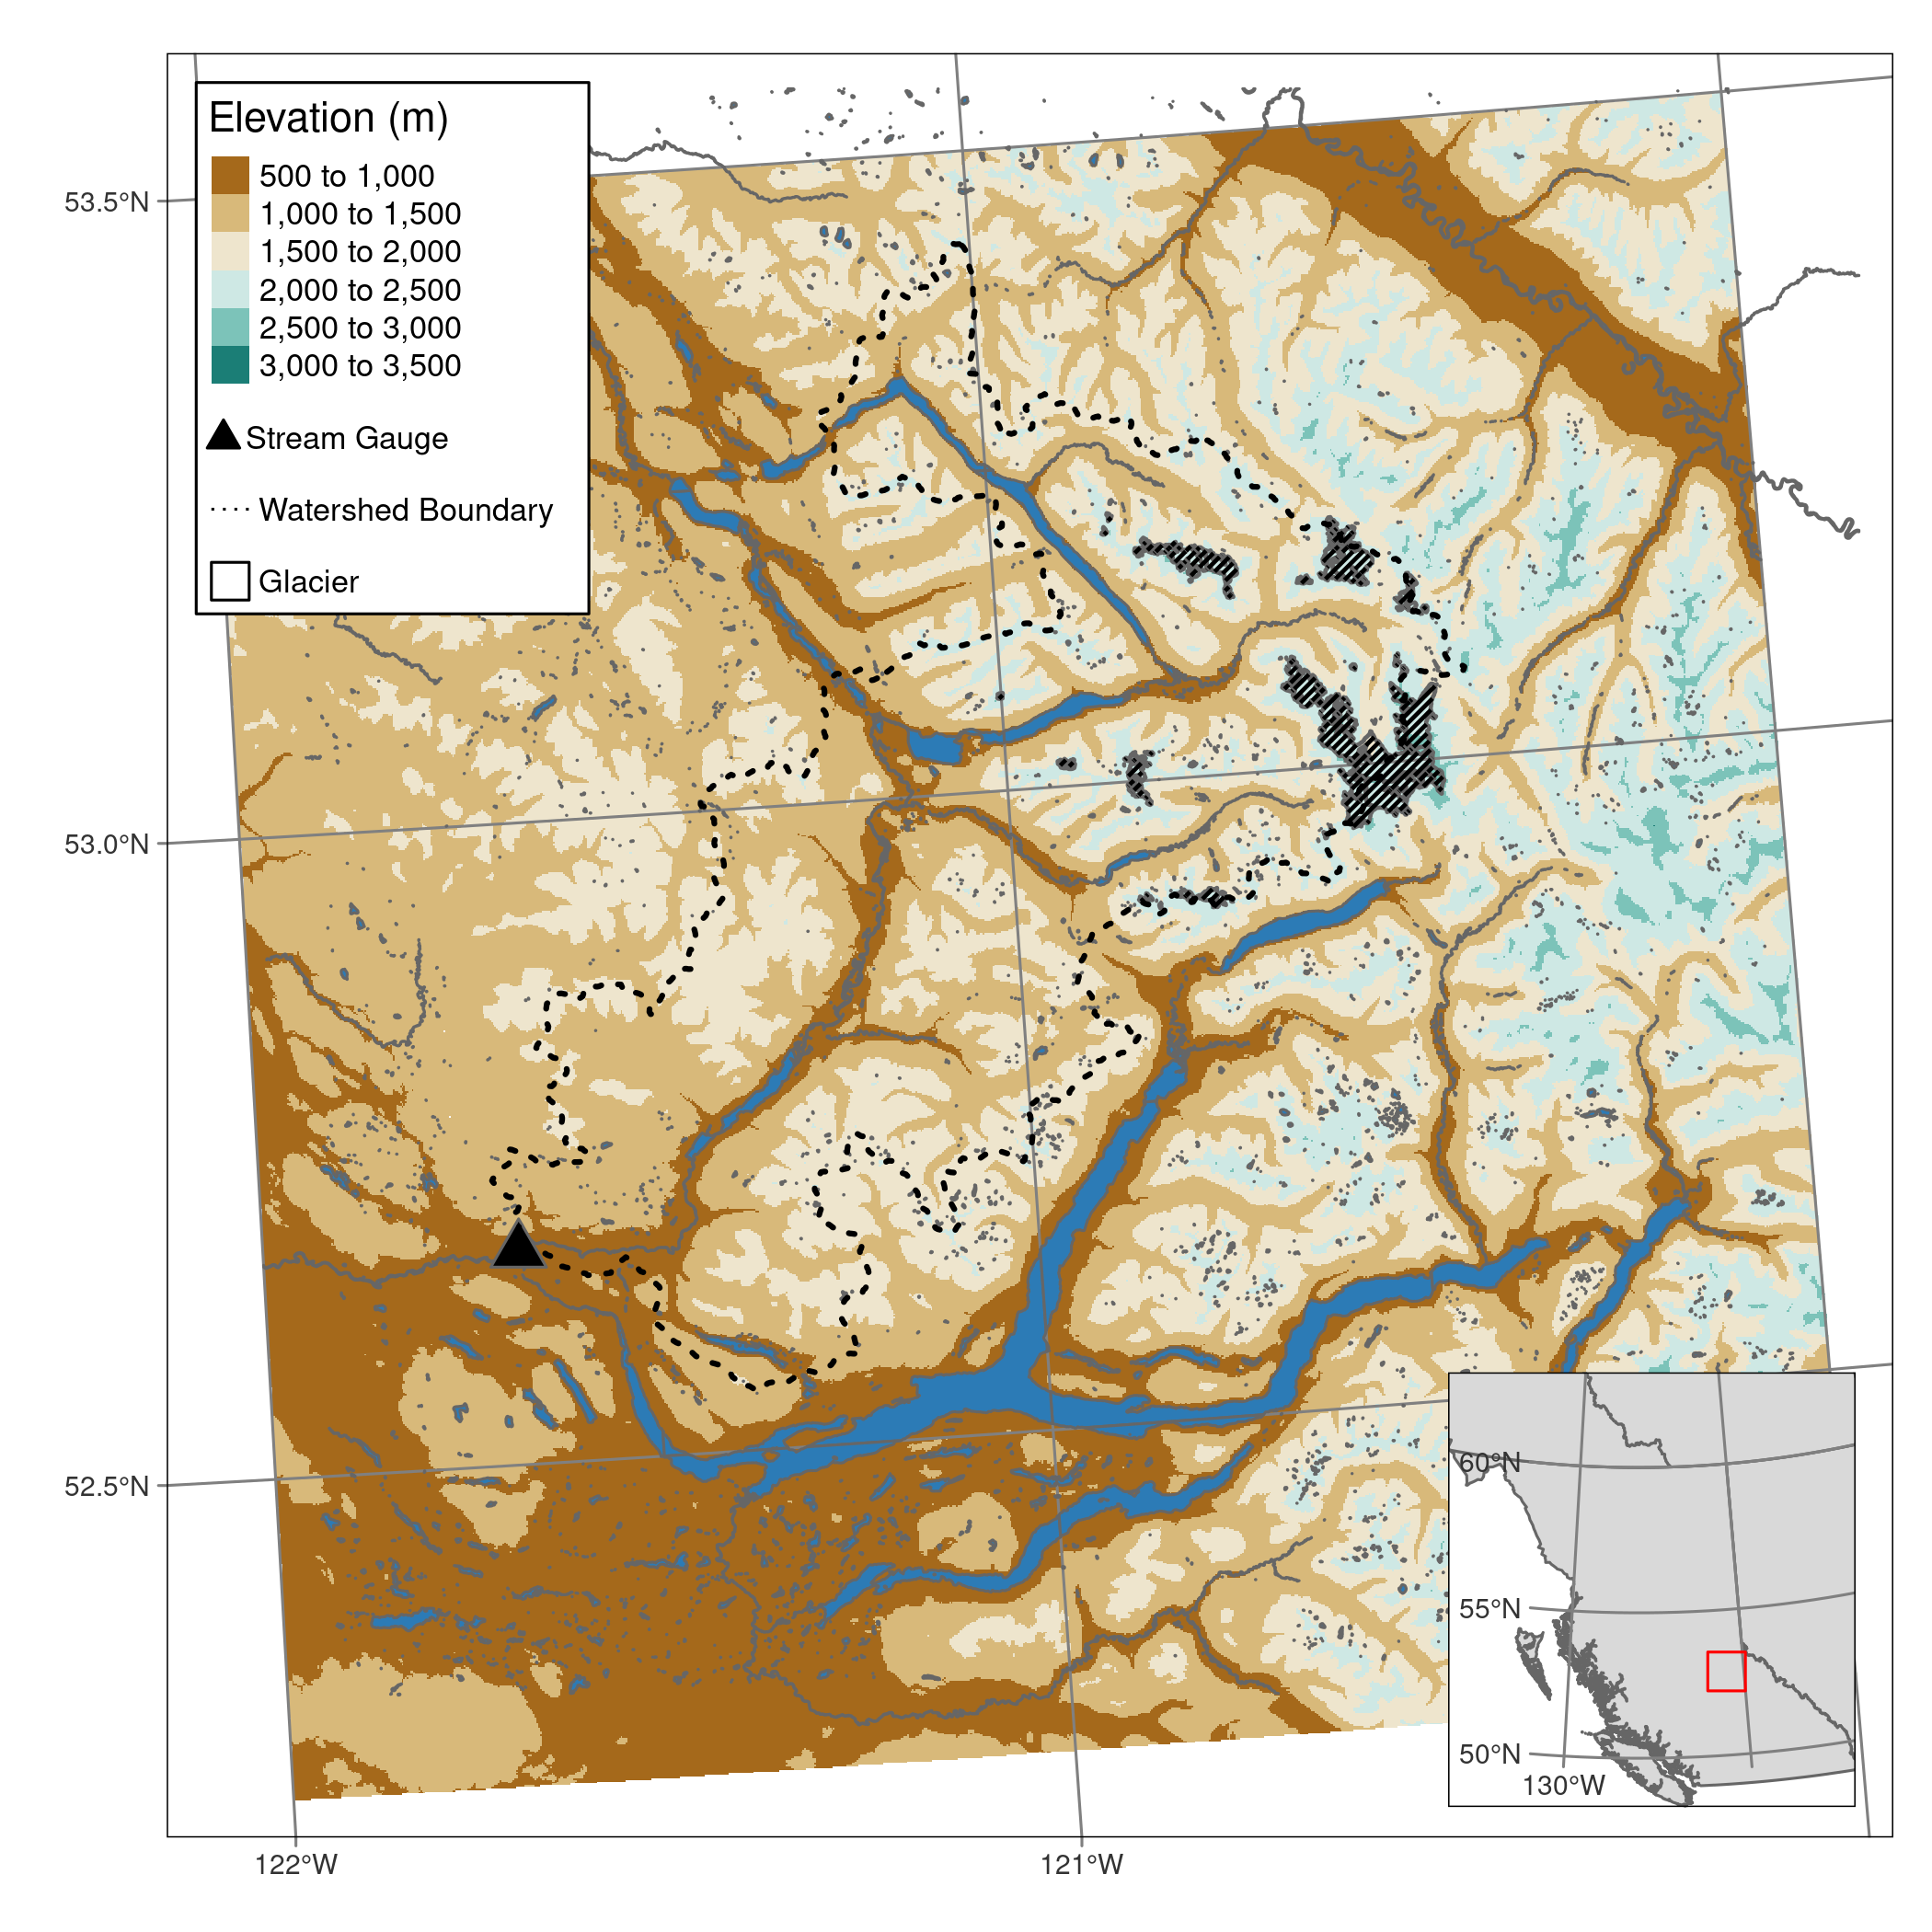 Elevation (m)
500 to 1,000
1,000 to 1,500
1,500 to 2,000
2,000 to 2,500
2,500 to 3,000
3,000 to 3,500
Stream Gauge
Watershed Boundary
Glacier
53.5°N
53.0°N
52.5°N
122°W
121°W
60°N
55°N
50°N
130°W